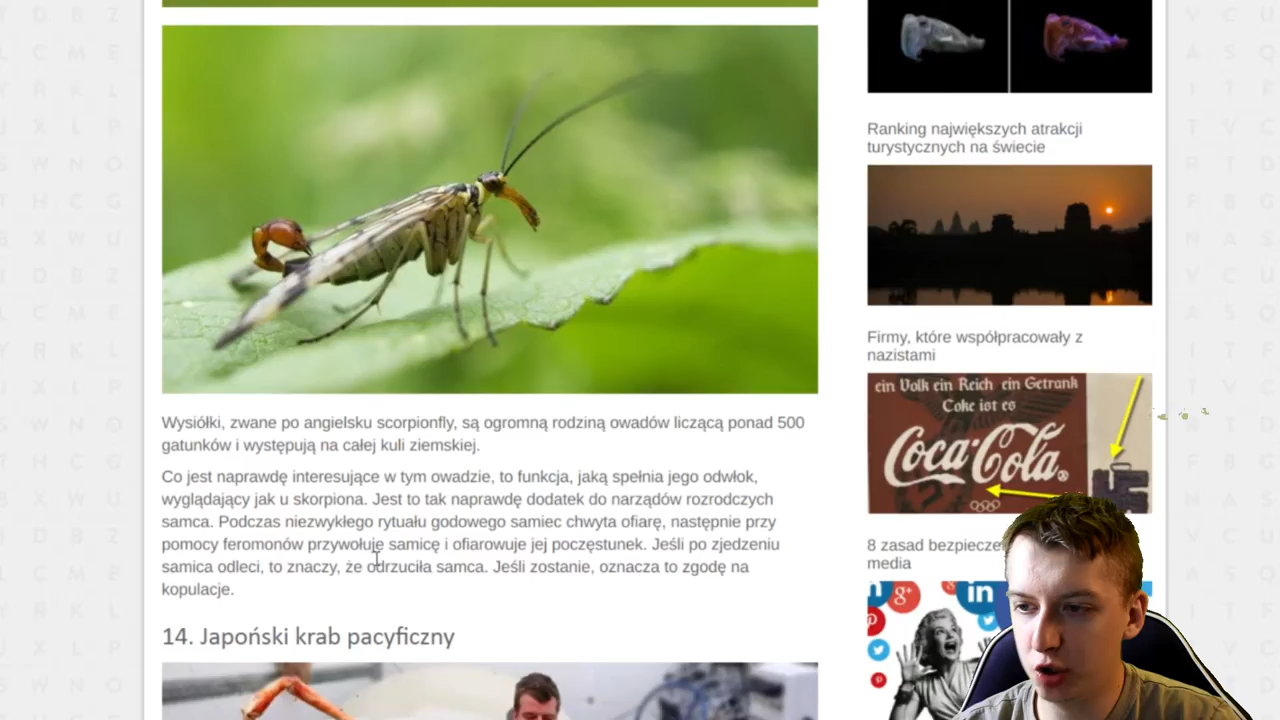 Wysiółki, zwane po angielsku scorpionfly, są ogromną rodziną owadów liczącą ponad 500
gatunków i występują na całej kuli ziemskiej.
Co jest naprawdę interesujące w tym owadzie, to funkcja, jaką spełnia jego odwłok,
wyglądający jak u skorpiona. Jest to tak naprawdę dodatek do narządów rozrodczych
samca. Podczas niezwykłego rytuału godowego samiec chwyta ofiarę, następnie przy
pomocy feromonów przywołuje samicę i ofiarowuje jej poczęstunek. Jeśli po zjedzeniu
samica odleci, to znaczy, że odrzuciła samca. Jeśli zostanie, oznacza to zgodę na
kopulacje.
14. Japoński krab pacyficzny
Ranking największych atrakcji
turystycznych na świecie
Firmy, które współpracowały z
nazistami
ein Volk ein Reich ein Getrank
Coke ist es
Coca-Cola
8 zasad
media
in
g+
in